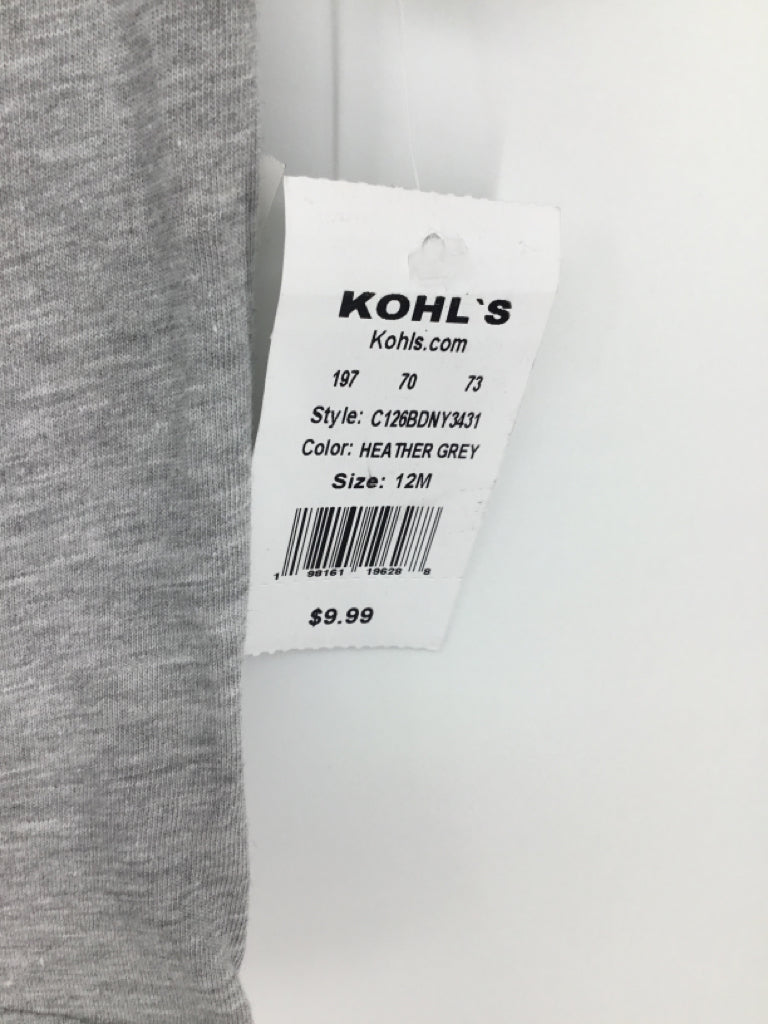 KOHL`S
Kohls.com
197 70 73
Style: C126BDNY3431
Color: HEATHER GREY
Size: 12M
1 98161 19628 8
$9.99